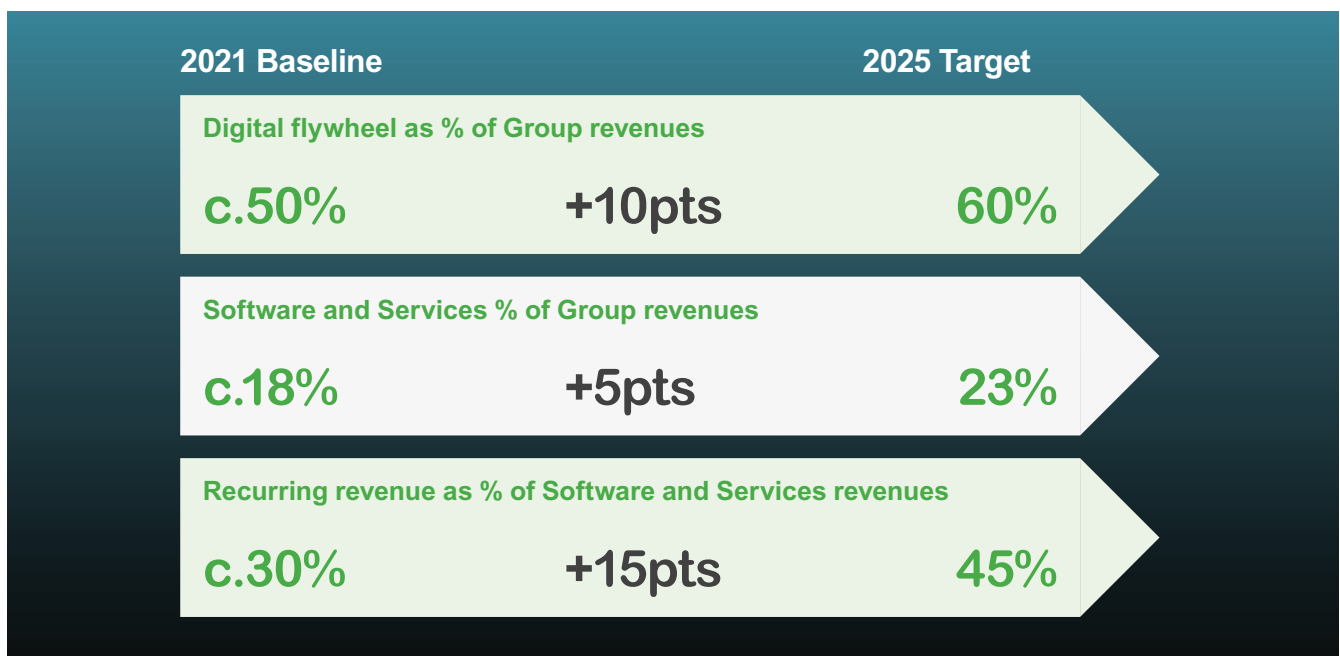 2021 Baseline 2025 Target
Digital flywheel as % of Group revenues
c.50% +10pts 60%
Software and Services % of Group revenues
c.18% +5pts 23%
Recurring revenue as % of Software and Services revenues
c.30% +15pts 45%